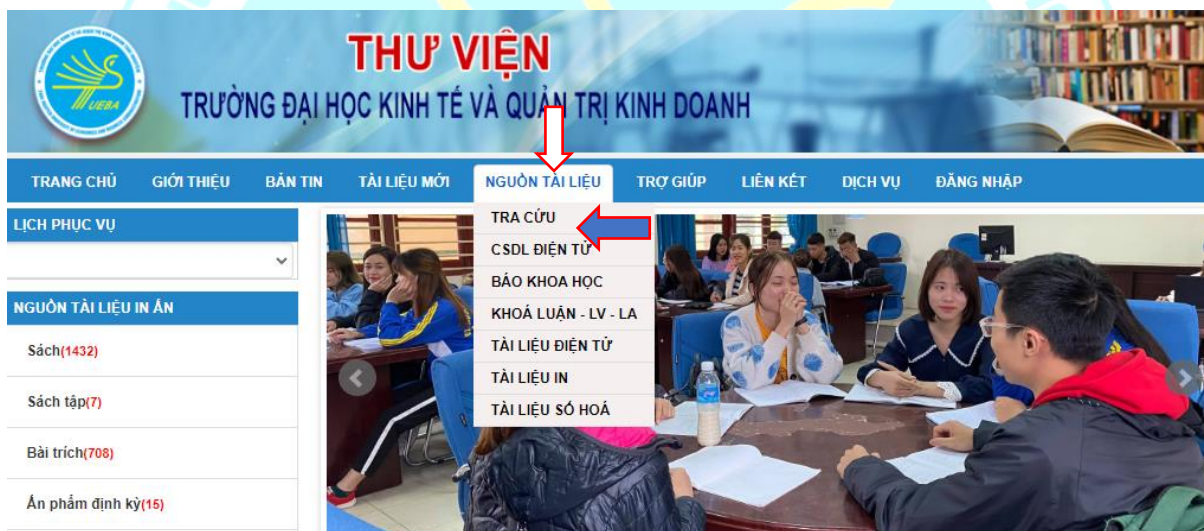 THƯ VIỆN
TRƯỜNG ĐẠI HỌC KINH TẾ VÀ QUẢN TRỊ KINH DOANH
TUEBA
TRANG CHỦ GIỚI THIỆU BẢN TIN TÀI LIỆU MỚI NGUỒN TÀI LIỆU TRỢ GIÚP LIÊN KẾT DỊCH VỤ ĐĂNG NHẬP
TRA CỨU
CSDL ĐIỆN TỬ
BÁO KHOA HỌC
KHOÁ LUẬN - LV - LA
TÀI LIỆU ĐIỆN TỬ
TÀI LIỆU IN
TÀI LIỆU SỐ HOÁ
LỊCH PHỤC VỤ
NGUỒN TÀI LIỆU IN ẤN
Sách(1432)
Sách tập(7)
Bài trích(708)
Ấn phẩm định kỳ(15)